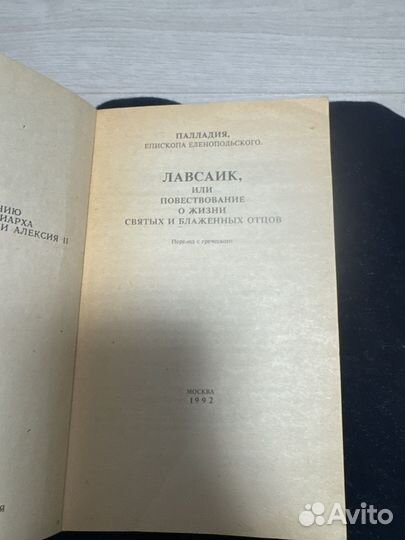 НИЮ
ИАРХА
И АЛЕКСИЯ II
Я
ПАЛЛАДИЯ,
ЕПИСКОПА ЕЛЕНОПОЛЬСКОГО.
ЛАВСАИК,
ИЛИ
ПОВЕСТВОВАНИЕ
О ЖИЗНИ
СВЯТЫХ И БЛАЖЕННЫХ ОТЦОВ
Перевод с греческого
МОСКВА
1992
Avito